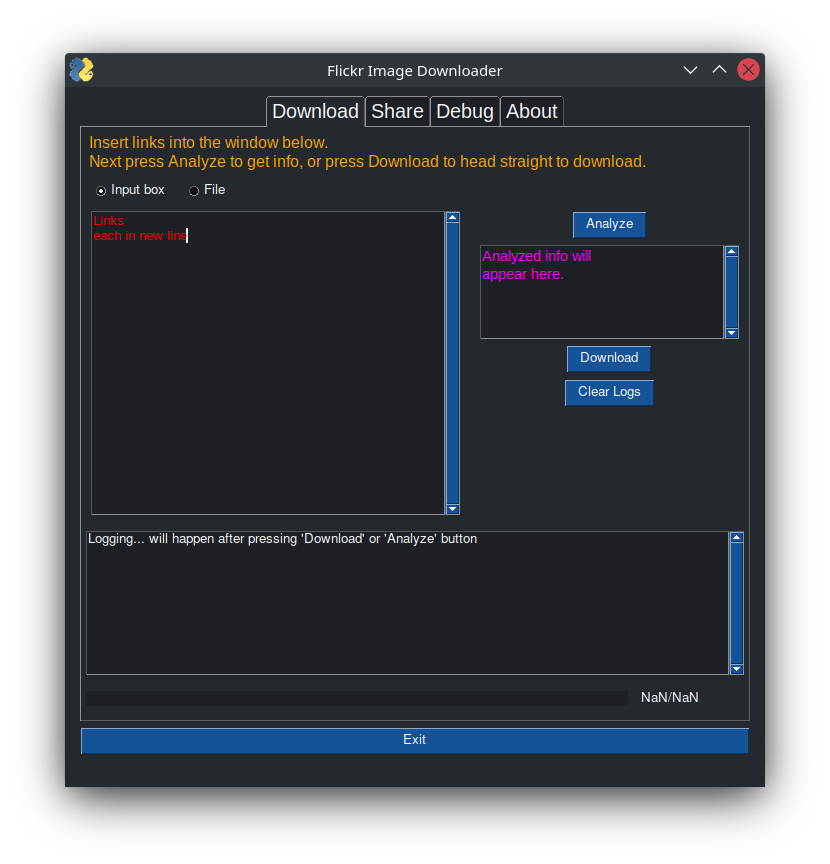 Flickr Image Downloader
Download Share Debug About
Insert links into the window below.
Next press Analyze to get info, or press Download to head straight to download.
Input box File
Links
each in new line
Analyze
Analyzed info will
appear here.
Download
Clear Logs
Logging... will happen after pressing 'Download' or 'Analyze' button
NaN/NaN
Exit